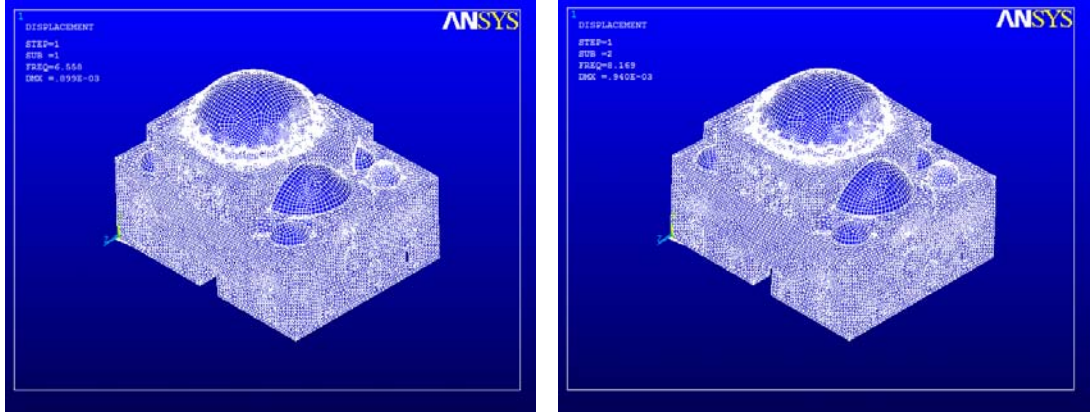 1
DISPLACEMENT
STEP=1
SUB =1
FREQ=6.558
DMX =.899E-03
ANSYS
1
DISPLACEMENT
STEP=1
SUB =2
FREQ=8.169
DMX =.940E-03
ANSYS